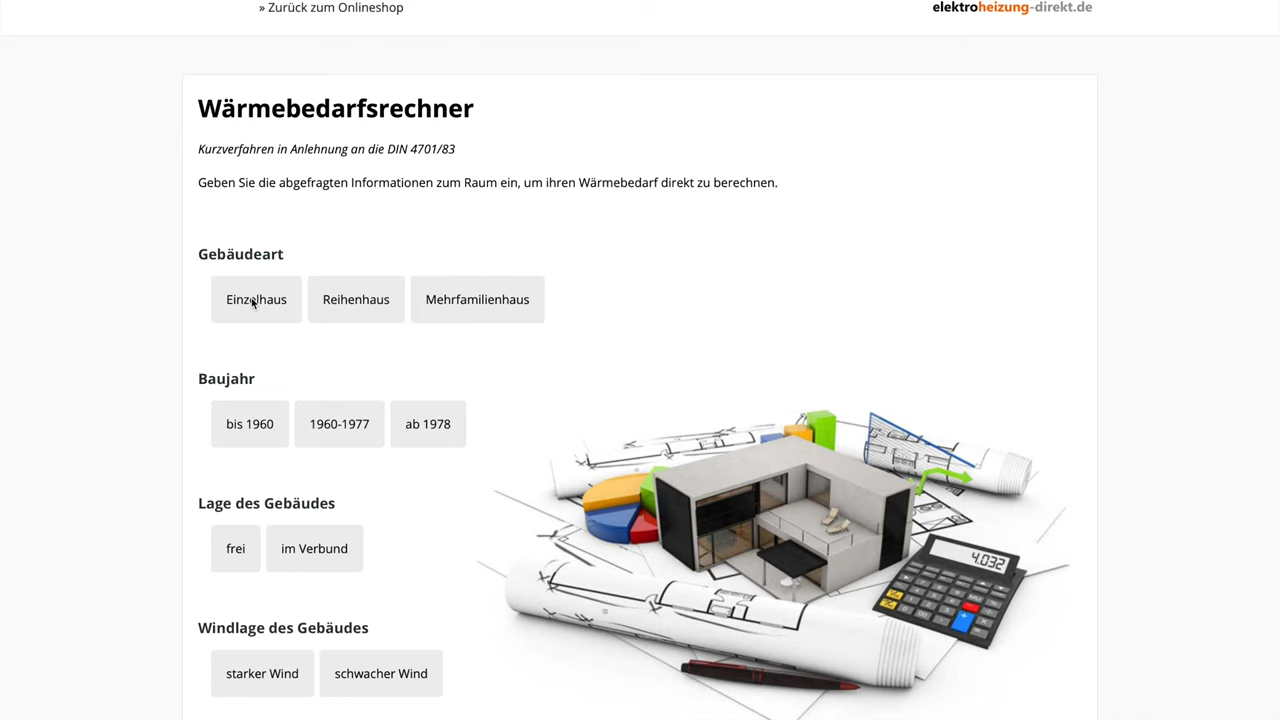 » Zurück zum Onlineshop
elektroheizung-direkt.de
Wärmebedarfsrechner
Kurzverfahren in Anlehnung an die DIN 4701/83
Geben Sie die abgefragten Informationen zum Raum ein, um ihren Wärmebedarf direkt zu berechnen.
Gebäudeart
Einzelhaus Reihenhaus Mehrfamilienhaus
Baujahr
bis 1960 1960-1977 ab 1978
Lage des Gebäudes
frei im Verbund
4.032
Windlage des Gebäudes
starker Wind schwacher Wind